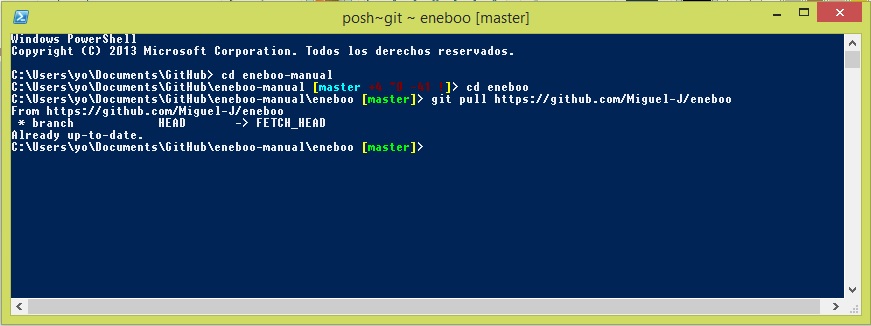 posh~git ~ eneboo [master]
Windows PowerShell
Copyright (C) 2013 Microsoft Corporation. Todos los derechos reservados.
C:\Users\yo\Documents\GitHub> cd eneboo-manual
C:\Users\yo\Documents\GitHub\eneboo-manual [master ]> cd eneboo
C:\Users\yo\Documents\GitHub\eneboo-manual\eneboo [master]> git pull https://github.com/Miguel-J/eneboo
From https://github.com/Miguel-J/eneboo
* branch HEAD -> FETCH_HEAD
Already up-to-date.
C:\Users\yo\Documents\GitHub\eneboo-manual\eneboo [master]>